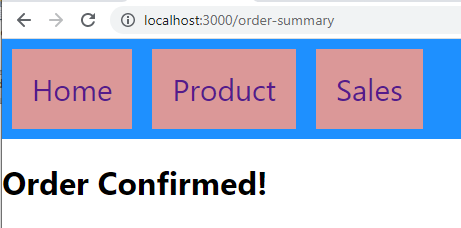 localhost:3000/order-summary
Home Product Sales
Order Confirmed!